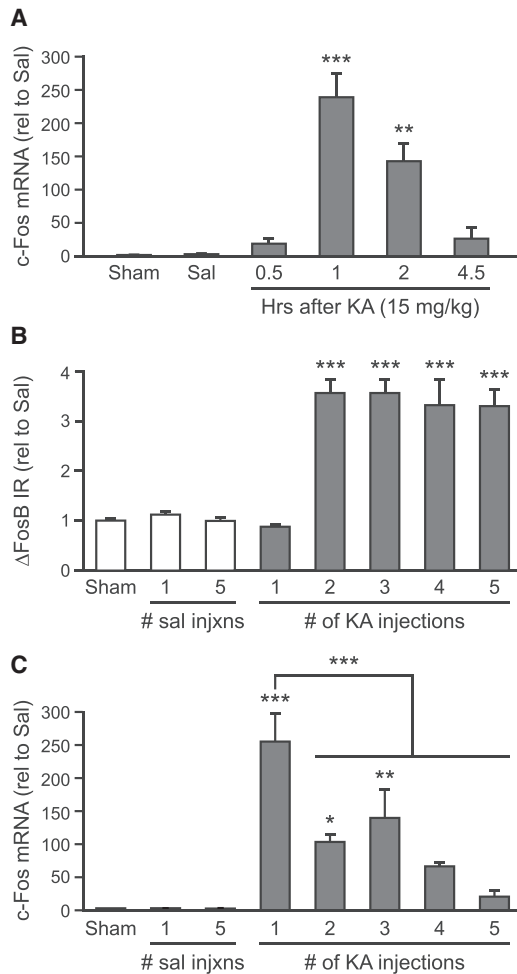 A
c-Fos mRNA (rel to Sal)
300
250
200
150
100
50
0
***
**
Sham Sal 0.5 1 2 4.5
Hrs after KA (15 mg/kg)
B
ΔFosB IR (rel to Sal)
4
3
2
1
0
*** *** *** ***
Sham 1 5 1 2 3 4 5
# sal injxns # of KA injections
C
c-Fos mRNA (rel to Sal)
***
300
250
200
150
100
50
0
***
*
**
Sham 1 5 1 2 3 4 5
# sal injxns # of KA injections